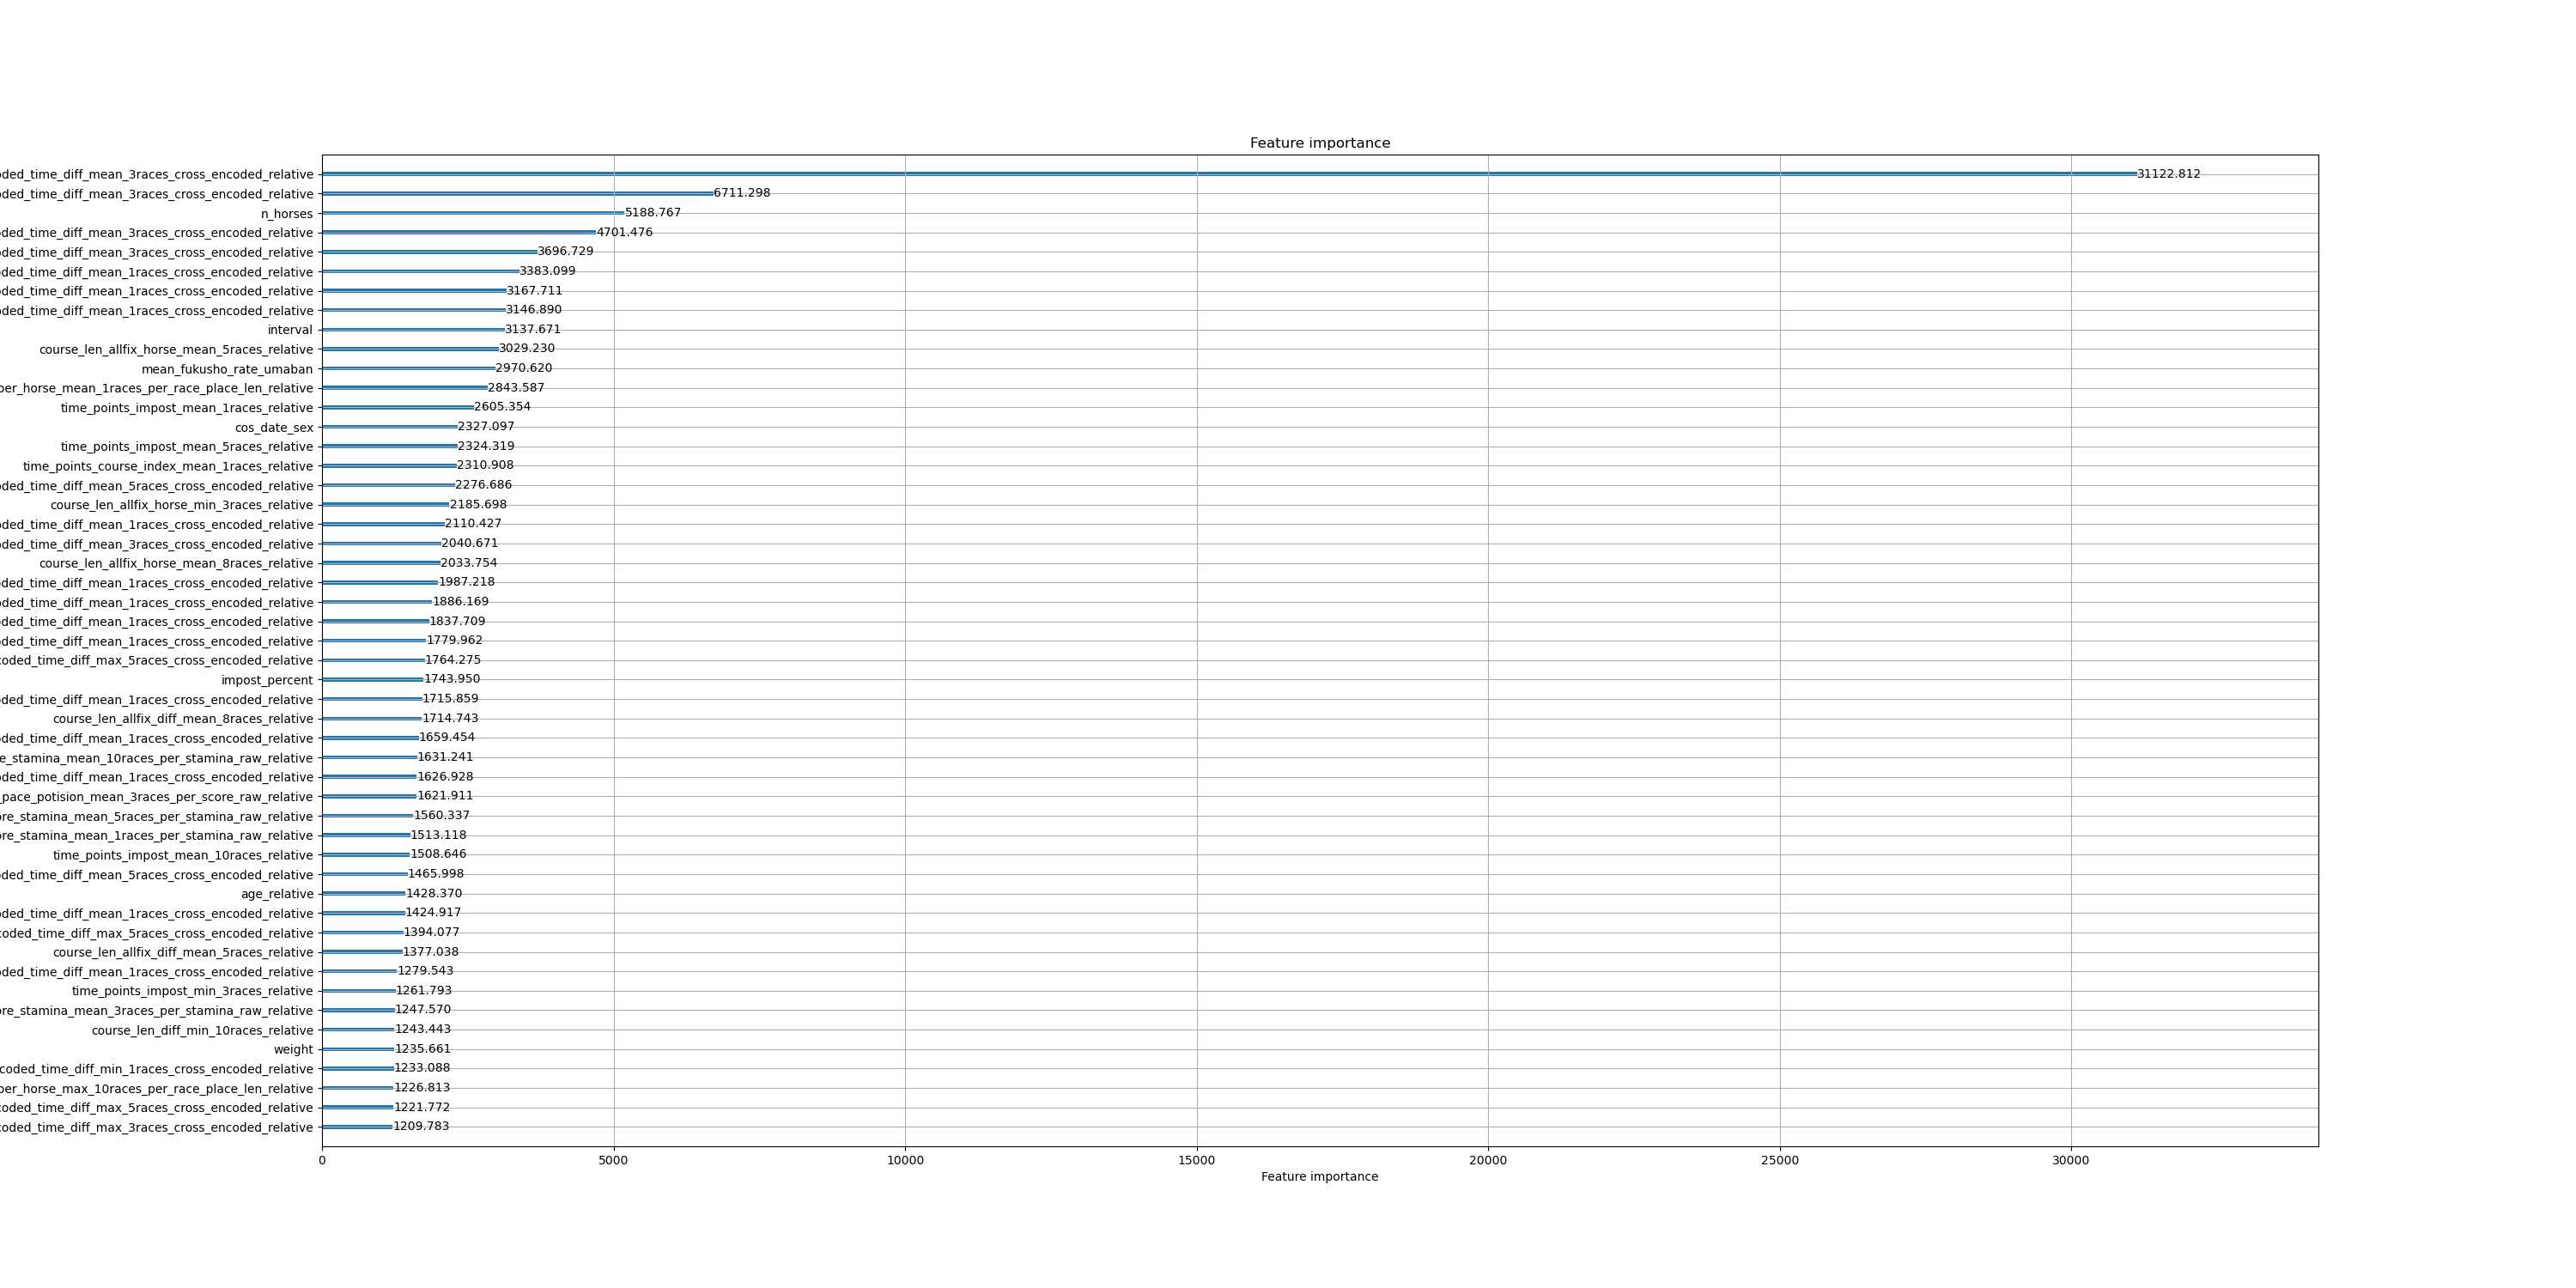 Feature importance
oded_time_diff_mean_3races_cross_encoded_relative 31122.812
oded_time_diff_mean_3races_cross_encoded_relative 6711.298
n_horses 5188.767
oded_time_diff_mean_3races_cross_encoded_relative 4701.476
oded_time_diff_mean_3races_cross_encoded_relative 3696.729
oded_time_diff_mean_1races_cross_encoded_relative 3383.099
oded_time_diff_mean_1races_cross_encoded_relative 3167.711
oded_time_diff_mean_1races_cross_encoded_relative 3146.890
interval 3137.671
course_len_allfix_horse_mean_5races_relative 3029.230
mean_fukusho_rate_umaban 2970.620
per_horse_mean_1races_per_race_place_len_relative 2843.587
time_points_impost_mean_1races_relative 2605.354
cos_date_sex 2327.097
time_points_impost_mean_5races_relative 2324.319
time_points_course_index_mean_1races_relative 2310.908
oded_time_diff_mean_5races_cross_encoded_relative 2276.686
course_len_allfix_horse_min_3races_relative 2185.698
oded_time_diff_mean_1races_cross_encoded_relative 2110.427
oded_time_diff_mean_3races_cross_encoded_relative 2040.671
course_len_allfix_horse_mean_8races_relative 2033.754
oded_time_diff_mean_1races_cross_encoded_relative 1987.218
oded_time_diff_mean_1races_cross_encoded_relative 1886.169
oded_time_diff_mean_1races_cross_encoded_relative 1837.709
oded_time_diff_mean_1races_cross_encoded_relative 1779.962
coded_time_diff_max_5races_cross_encoded_relative 1764.275
impost_percent 1743.950
oded_time_diff_mean_1races_cross_encoded_relative 1715.859
course_len_allfix_diff_mean_8races_relative 1714.743
oded_time_diff_mean_1races_cross_encoded_relative 1659.454
e_stamina_mean_10races_per_stamina_raw_relative 1631.241
oded_time_diff_mean_1races_cross_encoded_relative 1626.928
_pace_potision_mean_3races_per_score_raw_relative 1621.911
ore_stamina_mean_5races_per_stamina_raw_relative 1560.337
ore_stamina_mean_1races_per_stamina_raw_relative 1513.118
time_points_impost_mean_10races_relative 1508.646
oded_time_diff_mean_5races_cross_encoded_relative 1465.998
age_relative 1428.370
oded_time_diff_mean_1races_cross_encoded_relative 1424.917
coded_time_diff_max_5races_cross_encoded_relative 1394.077
course_len_allfix_diff_mean_5races_relative 1377.038
oded_time_diff_mean_1races_cross_encoded_relative 1279.543
time_points_impost_min_3races_relative 1261.793
ore_stamina_mean_3races_per_stamina_raw_relative 1247.570
course_len_diff_min_10races_relative 1243.443
weight 1235.661
coded_time_diff_min_1races_cross_encoded_relative 1233.088
per_horse_max_10races_per_race_place_len_relative 1226.813
coded_time_diff_max_5races_cross_encoded_relative 1221.772
coded_time_diff_max_3races_cross_encoded_relative 1209.783
0 5000 10000 15000 20000 25000 30000
Feature importance